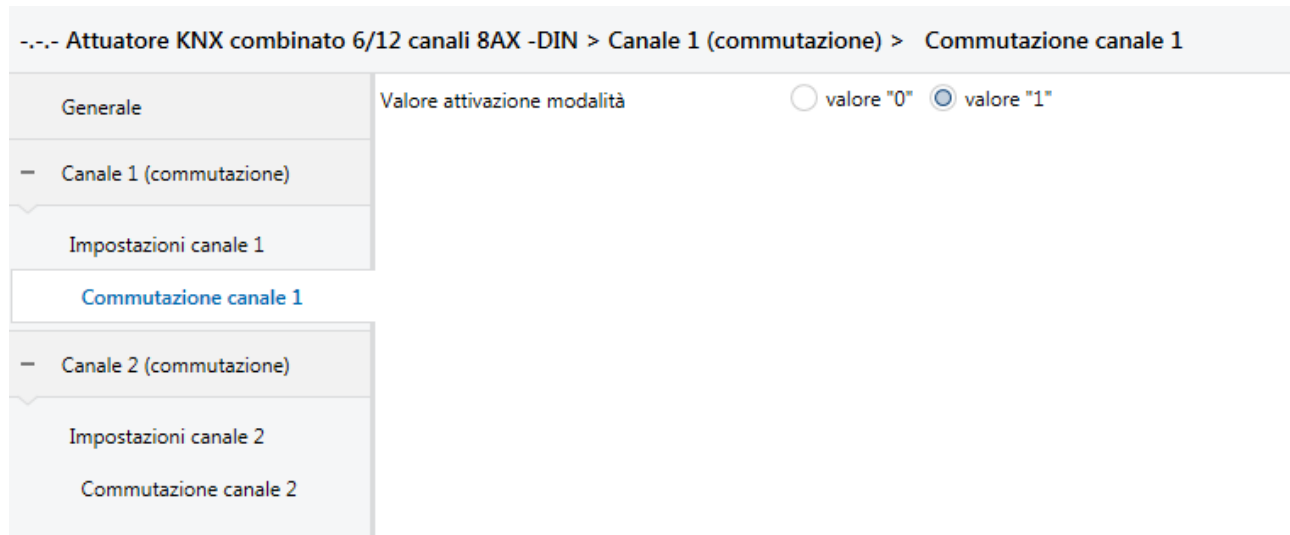 -.-.- Attuatore KNX combinato 6/12 canali 8AX -DIN > Canale 1 (commutazione) > Commutazione canale 1
Generale
Valore attivazione modalità valore "0" valore "1"
– Canale 1 (commutazione)
Impostazioni canale 1
Commutazione canale 1
– Canale 2 (commutazione)
Impostazioni canale 2
Commutazione canale 2